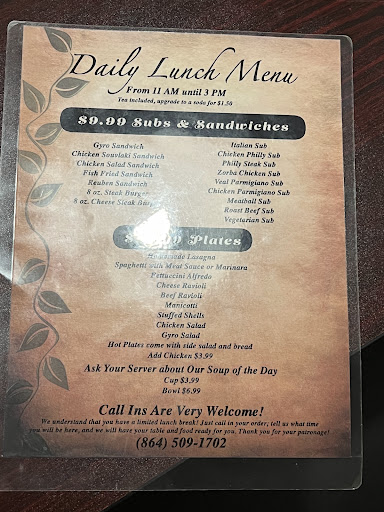 Daily Lunch Menu
From 11 AM until 3 PM
Tea included, upgrade to a soda for $1.50
$9.99 Subs & Sandwiches
Gyro Sandwich
Chicken Souvlaki Sandwich
Chicken Salad Sandwich
Fish Fried Sandwich
Reuben Sandwich
8 oz. Steak Burg
8 oz. Cheese Steak Bur
Italian Sub
Chicken Philly Sub
Philly Steak Sub
Zorba Chicken Sub
Veal Parmigiano Sub
Chicken Parmigiano Sub
Meatball Sub
Roast Beef Sub
Vegetarian Sub
Plates
Homemade Lasagna
Spaghetti with Meat Sauce or Marinara
Fettuccini Alfredo
Cheese Ravioli
Beef Ravioli
Manicotti
Stuffed Shells
Chicken Salad
Gyro Salad
Hot Plates come with side salad and bread
Add Chicken $3.99
Ask Your Server about Our Soup of the Day
Cup $3.99
Bowl $6.99
Call Ins Are Very Welcome!
We understand that you have a limited lunch break! Just call in your order; tell us what time
you will be here, and we will have your table and food ready for you. Thank you for your patronage!
(864) 509-1702